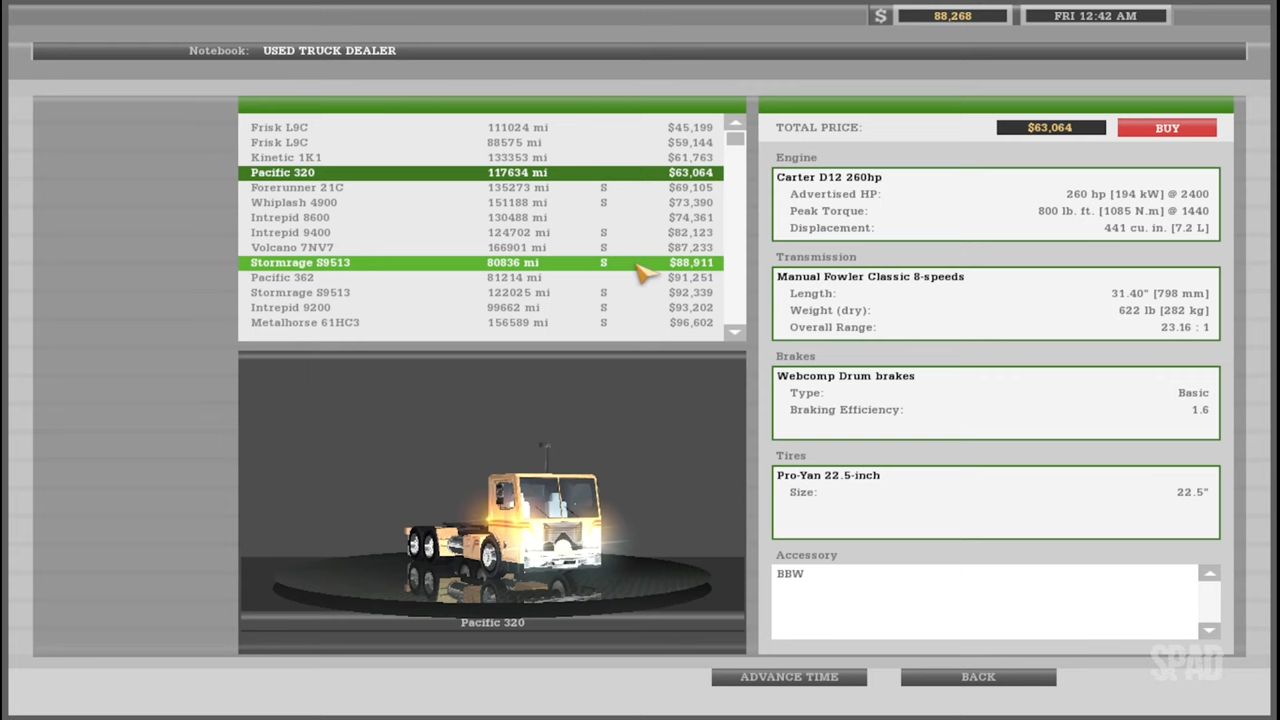 $ 88,268 FRI 12:42 AM
Notebook: USED TRUCK DEALER
Frisk L9C 111024 mi $45,199
Frisk L9C 88575 mi $59,144
Kinetic 1K1 133353 mi $61,763
Pacific 320 117634 mi $63,064
Forerunner 21C 135273 mi S $69,105
Whiplash 4900 151188 mi S $73,390
Intrepid 8600 130488 mi $74,361
Intrepid 9400 124702 mi S $82,123
Volcano 7NV7 166901 mi S $87,233
Stormrage S9513 80836 mi S $88,911
Pacific 362 81214 mi $91,251
Stormrage S9513 122025 mi S $92,339
Intrepid 9200 99662 mi S $93,202
Metalhorse 61HC3 156589 mi S $96,602
Pacific 320
TOTAL PRICE: $63,064 BUY
Engine
Carter D12 260hp
Advertised HP: 260 hp [194 kW] @ 2400
Peak Torque: 800 lb. ft. [1085 N.m] @ 1440
Displacement: 441 cu. in. [7.2 L]
Transmission
Manual Fowler Classic 8-speeds
Length: 31.40" [798 mm]
Weight (dry): 622 lb [282 kg]
Overall Range: 23.16 : 1
Brakes
Webcomp Drum brakes
Type: Basic
Braking Efficiency: 1.6
Tires
Pro-Yan 22.5-inch
Size: 22.5"
Accessory
BBW
SPAD
ADVANCE TIME BACK